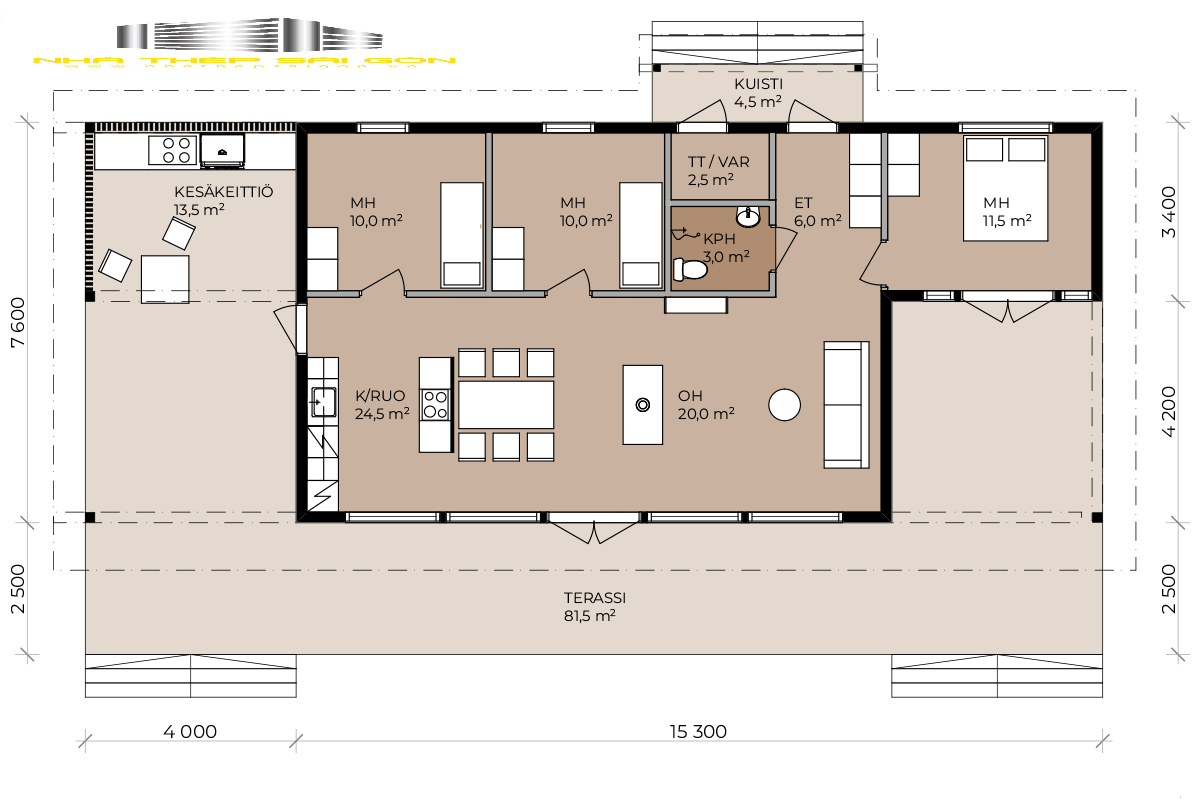 NHÀ THÉP SÀI GÒN
KUISTI
4,5 m²
KESÄKEITTIÖ
13,5 m²
MH
10,0 m²
MH
10,0 m²
TT / VAR
2,5 m²
KPH
3,0 m²
ET
6,0 m²
MH
11,5 m²
K/RUO
24,5 m²
OH
20,0 m²
TERASSI
81,5 m²
7 600
2 500
3 400
4 200
2 500
4 000
15 300